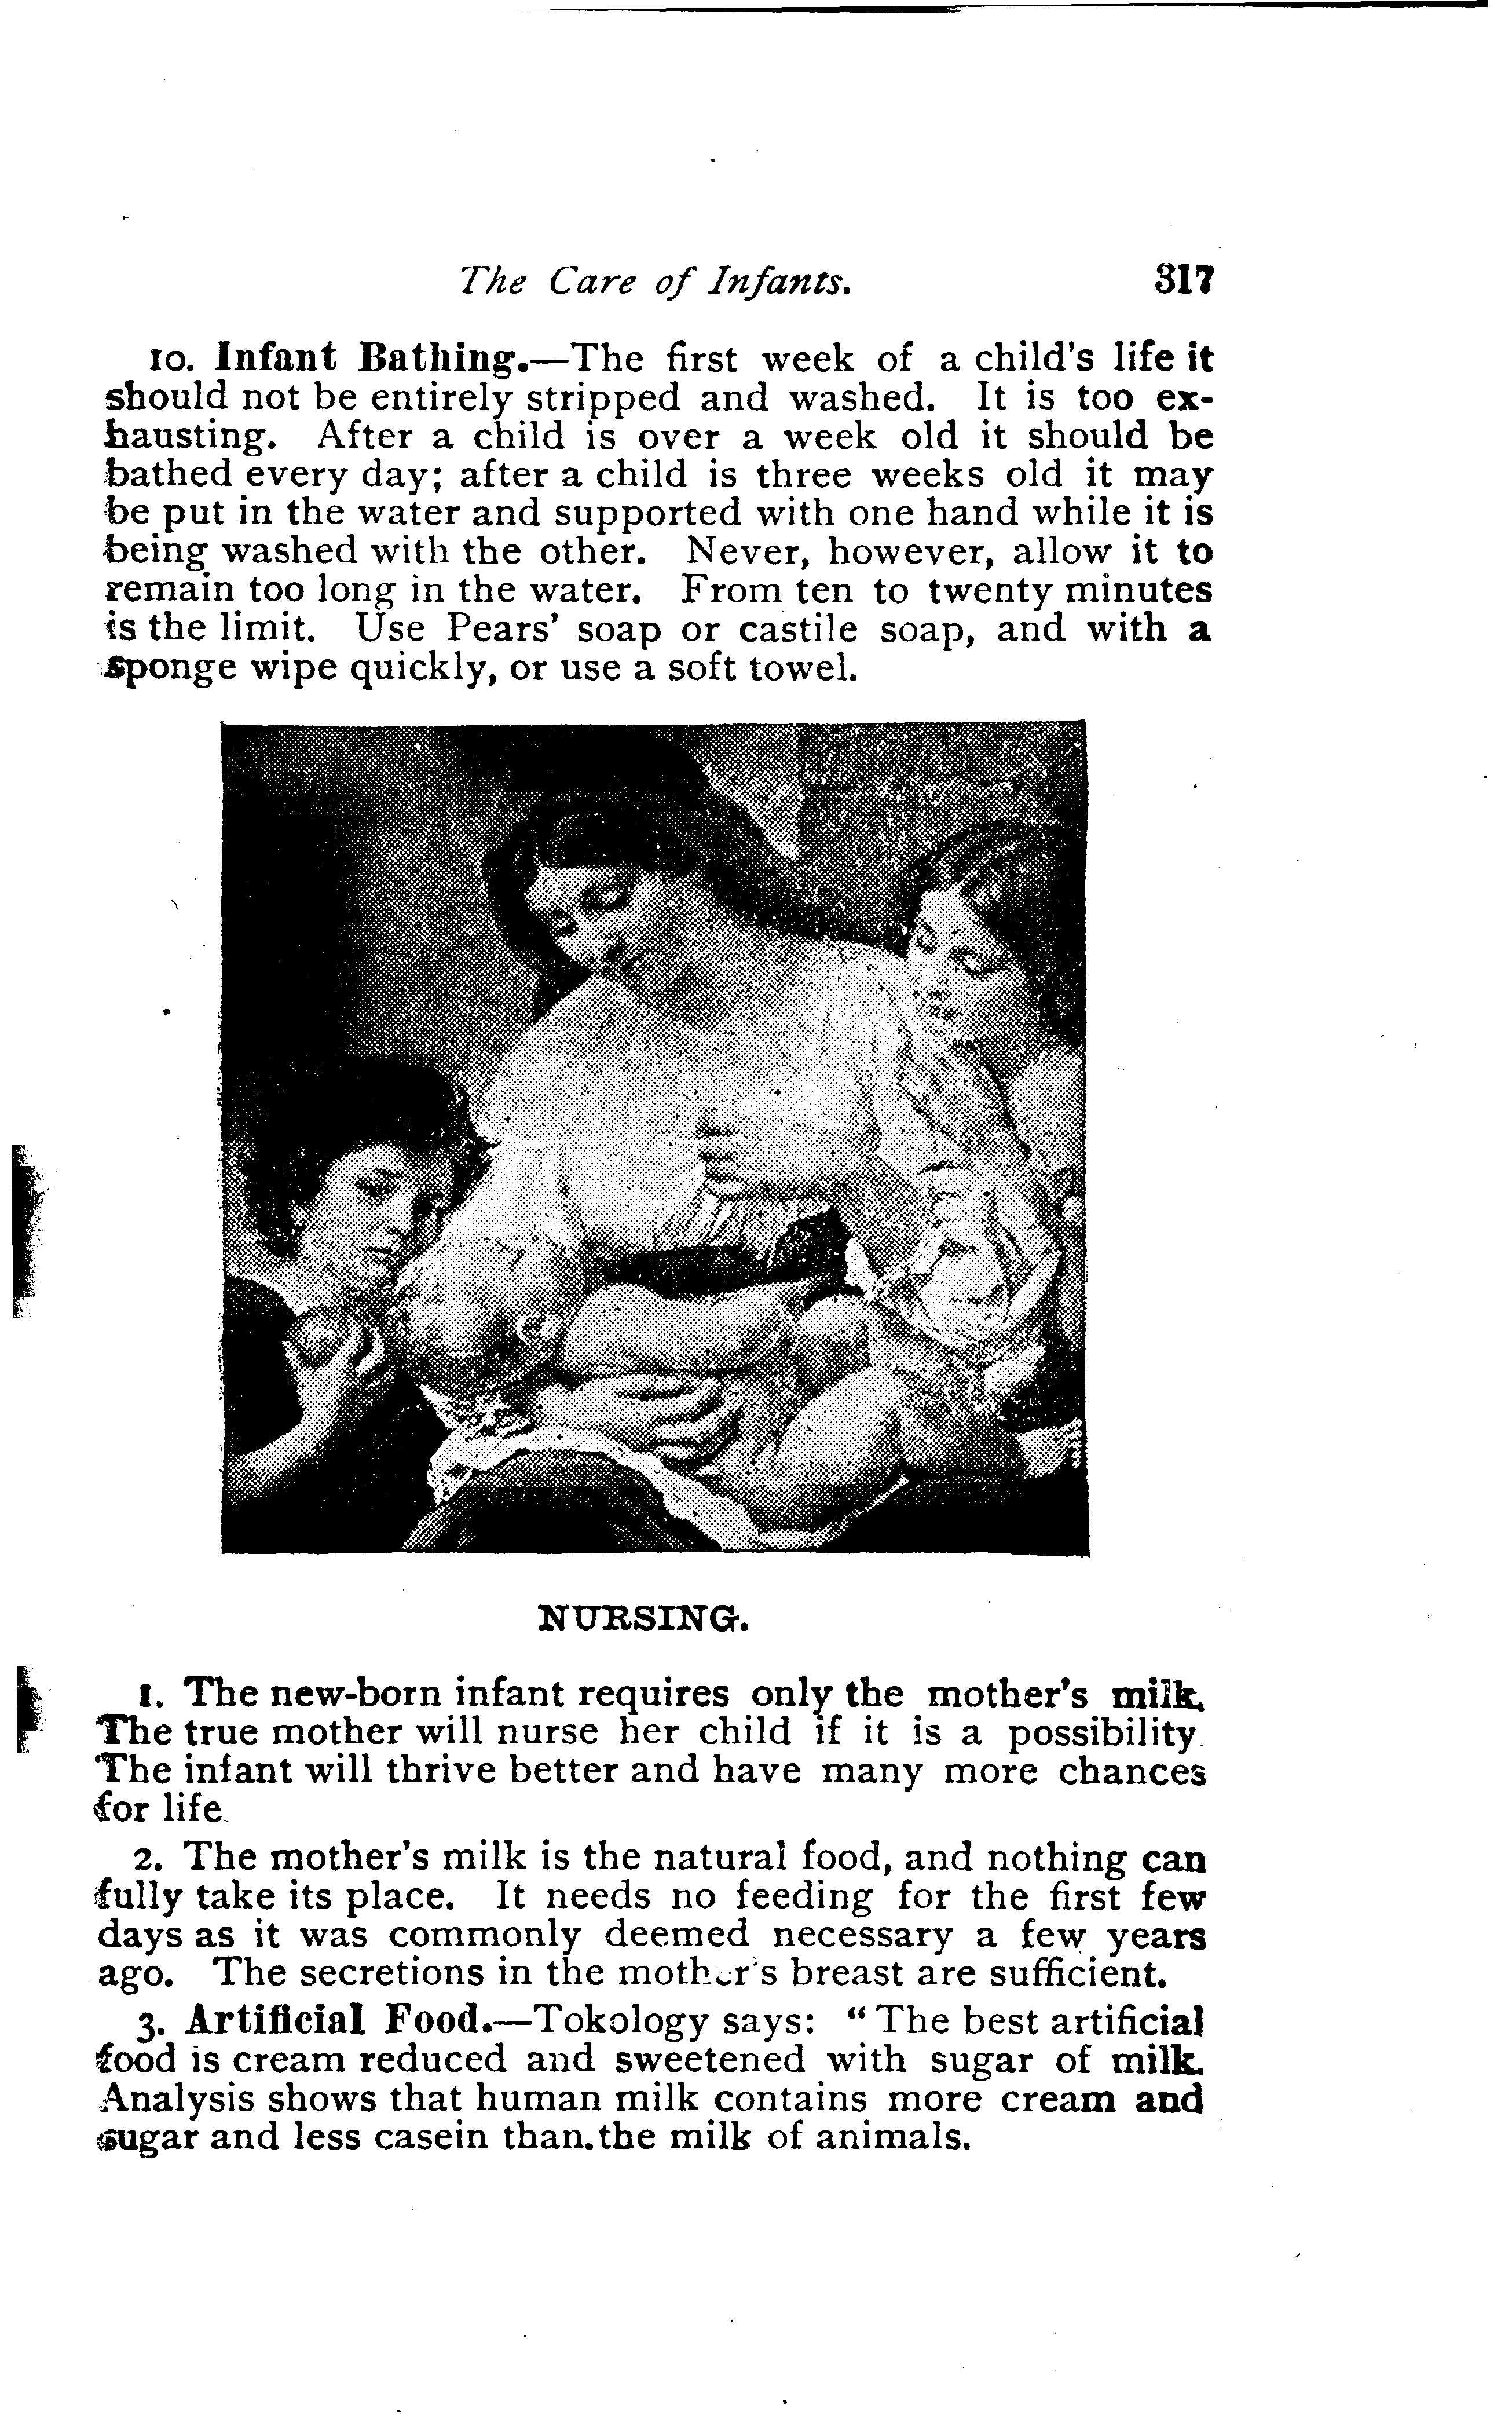 The Care of Infants. 317
10. Infant Bathing.—The first week of a child's life it
should not be entirely stripped and washed. It is too ex-
hausting. After a child is over a week old it should be
bathed every day; after a child is three weeks old it may
be put in the water and supported with one hand while it is
being washed with the other. Never, however, allow it to
remain too long in the water. From ten to twenty minutes
is the limit. Use Pears' soap or castile soap, and with a
sponge wipe quickly, or use a soft towel.
NURSING.
1. The new-born infant requires only the mother's milk.
The true mother will nurse her child if it is a possibility.
The infant will thrive better and have many more chances
for life.
2. The mother's milk is the natural food, and nothing can
fully take its place. It needs no feeding for the first few
days as it was commonly deemed necessary a few years
ago. The secretions in the mother's breast are sufficient.
3. Artificial Food.—Tokology says: "The best artificial
food is cream reduced and sweetened with sugar of milk.
Analysis shows that human milk contains more cream and
sugar and less casein than the milk of animals.